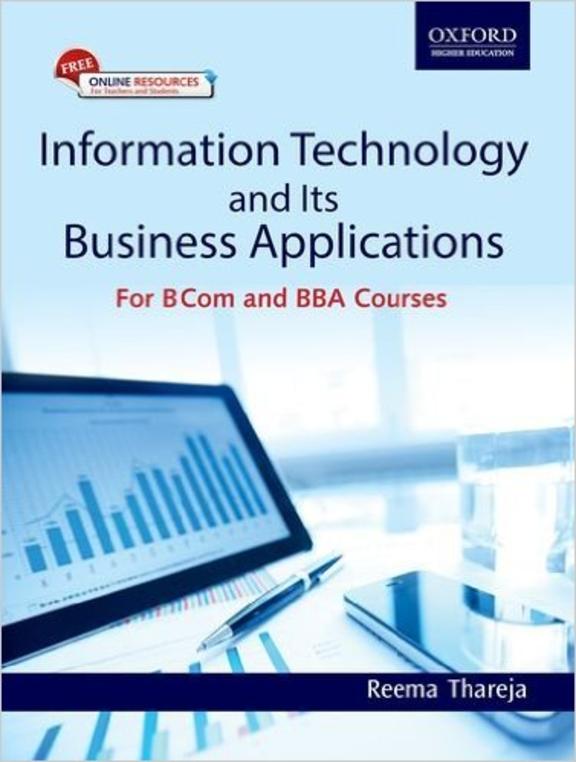 OXFORD
HIGHER EDUCATION
FREE
ONLINE RESOURCES
For Teachers and Students
Information Technology
and Its
Business Applications
For BCom and BBA Courses
Reema Thareja